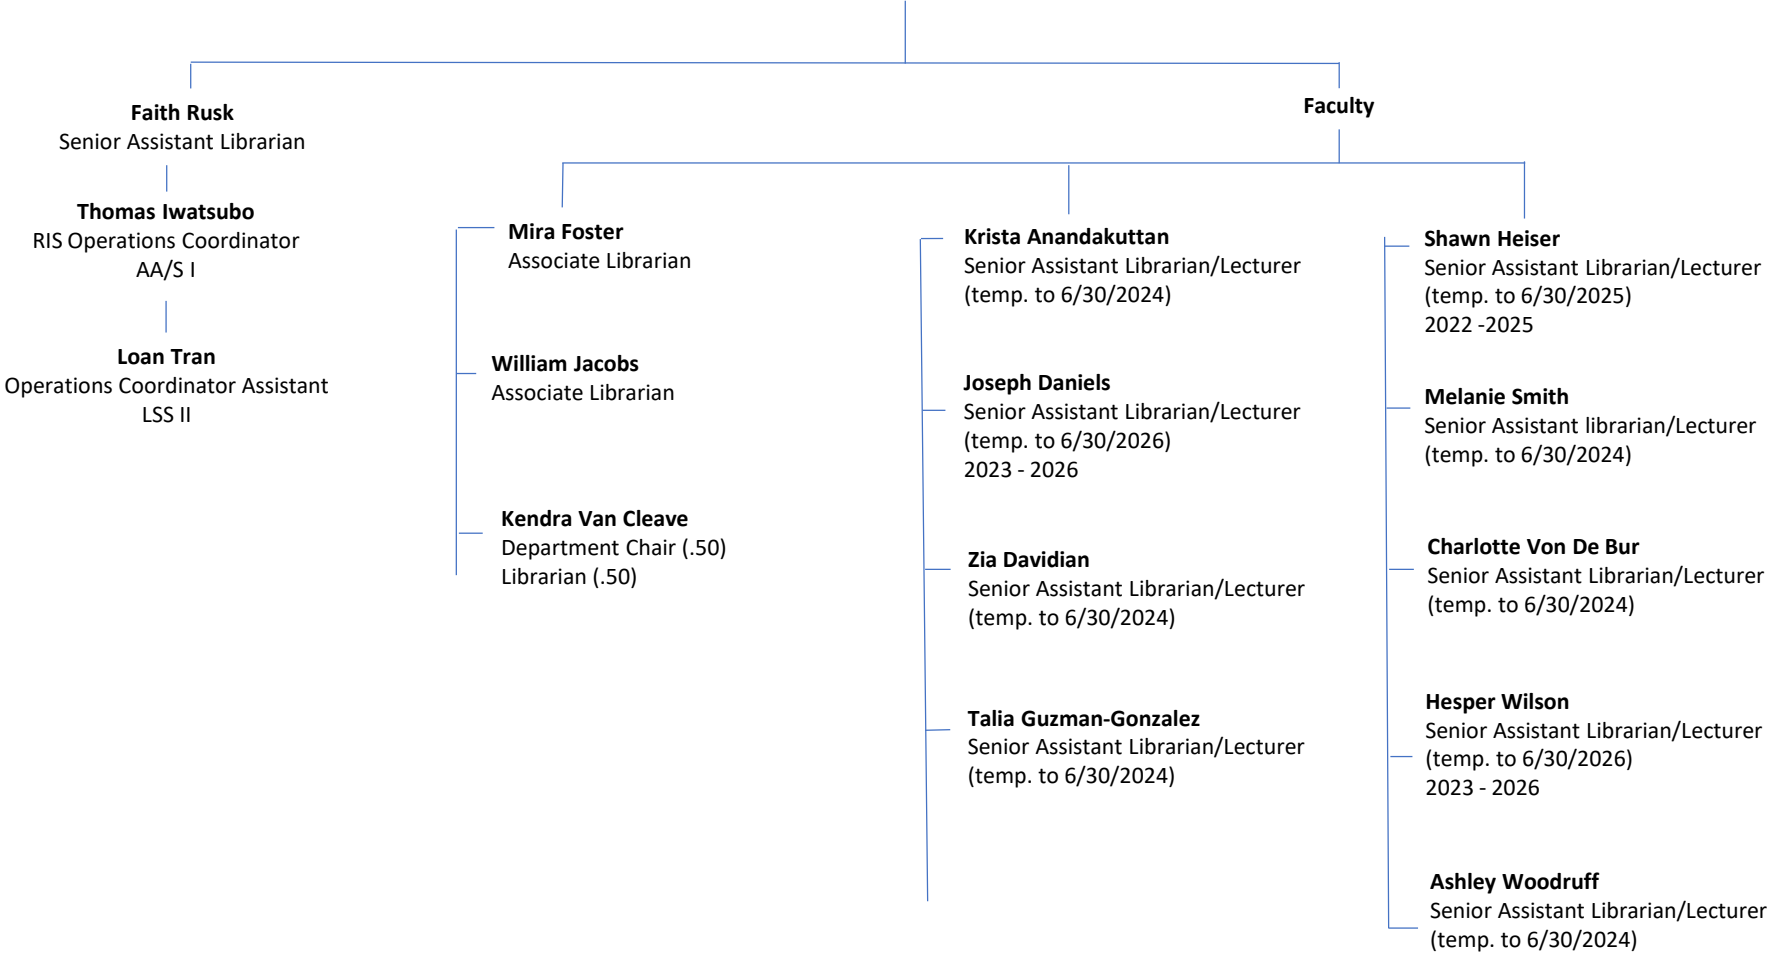 Faith Rusk
Senior Assistant Librarian
Thomas Iwatsubo
RIS Operations Coordinator
AA/S I
Loan Tran
Operations Coordinator Assistant
LSS II
Faculty
Mira Foster
Associate Librarian
William Jacobs
Associate Librarian
Kendra Van Cleave
Department Chair (.50)
Librarian (.50)
Krista Anandakuttan
Senior Assistant Librarian/Lecturer
(temp. to 6/30/2024)
Joseph Daniels
Senior Assistant Librarian/Lecturer
(temp. to 6/30/2026)
2023 - 2026
Zia Davidian
Senior Assistant Librarian/Lecturer
(temp. to 6/30/2024)
Talia Guzman-Gonzalez
Senior Assistant Librarian/Lecturer
(temp. to 6/30/2024)
Shawn Heiser
Senior Assistant Librarian/Lecturer
(temp. to 6/30/2025)
2022 -2025
Melanie Smith
Senior Assistant librarian/Lecturer
(temp. to 6/30/2024)
Charlotte Von De Bur
Senior Assistant Librarian/Lecturer
(temp. to 6/30/2024)
Hesper Wilson
Senior Assistant Librarian/Lecturer
(temp. to 6/30/2026)
2023 - 2026
Ashley Woodruff
Senior Assistant Librarian/Lecturer
(temp. to 6/30/2024)